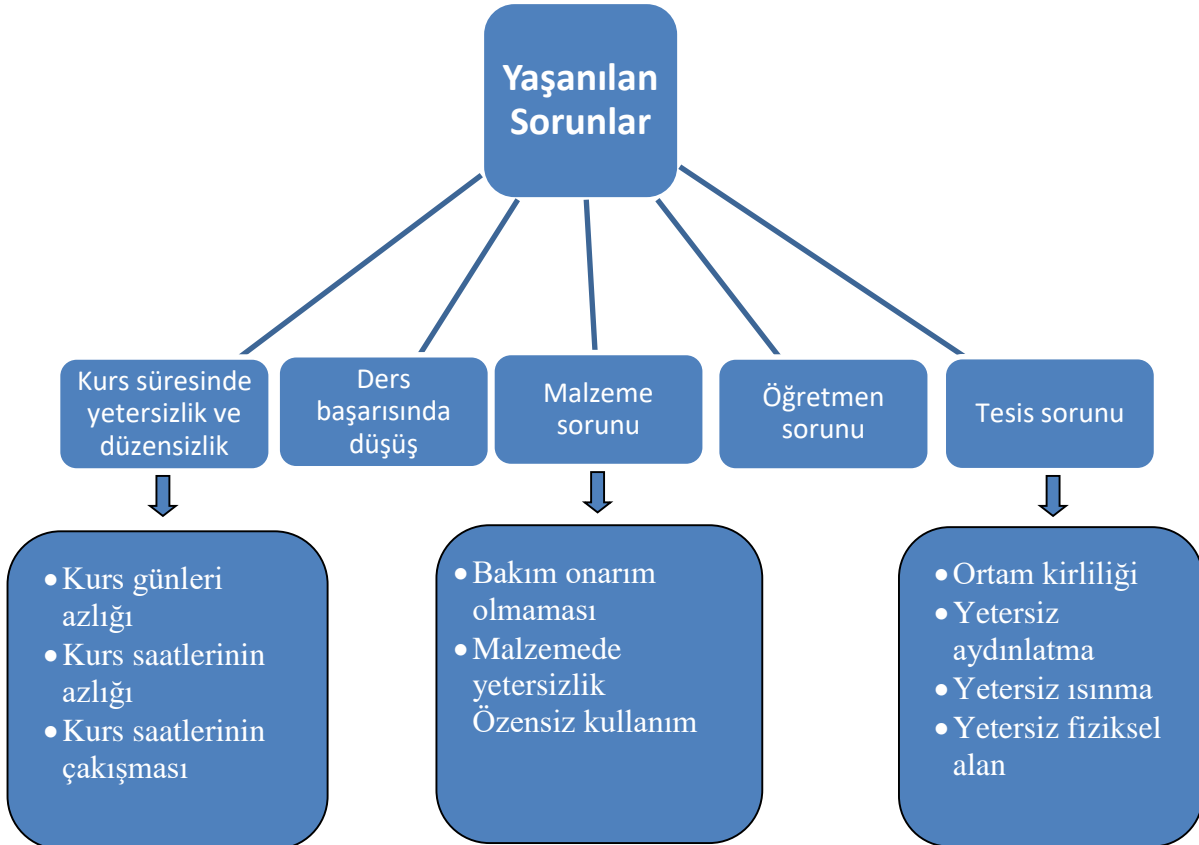 Yaşanılan
Sorunlar
Kurs süresinde
yetersizlik ve
düzensizlik
Ders
başarısında
düşüş
Malzeme
sorunu
Öğretmen
sorunu
Tesis sorunu
• Kurs günleri
azlığı
• Kurs saatlerinin
azlığı
• Kurs saatlerinin
çakışması
• Bakım onarım
olmaması
• Malzemede
yetersizlik
Özensiz kullanım
• Ortam kirliliği
• Yetersiz
aydınlatma
• Yetersiz ısınma
• Yetersiz fiziksel
alan